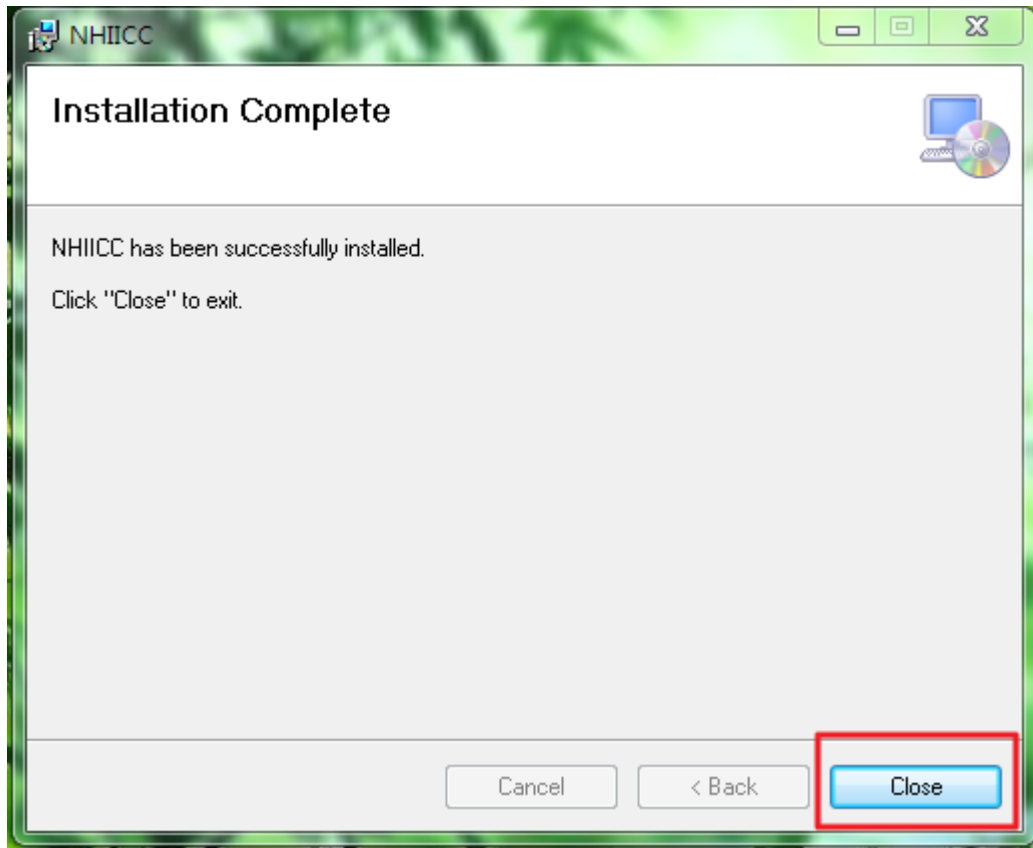 NHIICC
Installation Complete
NHIICC has been successfully installed.
Click "Close" to exit.
Cancel
< Back
Close